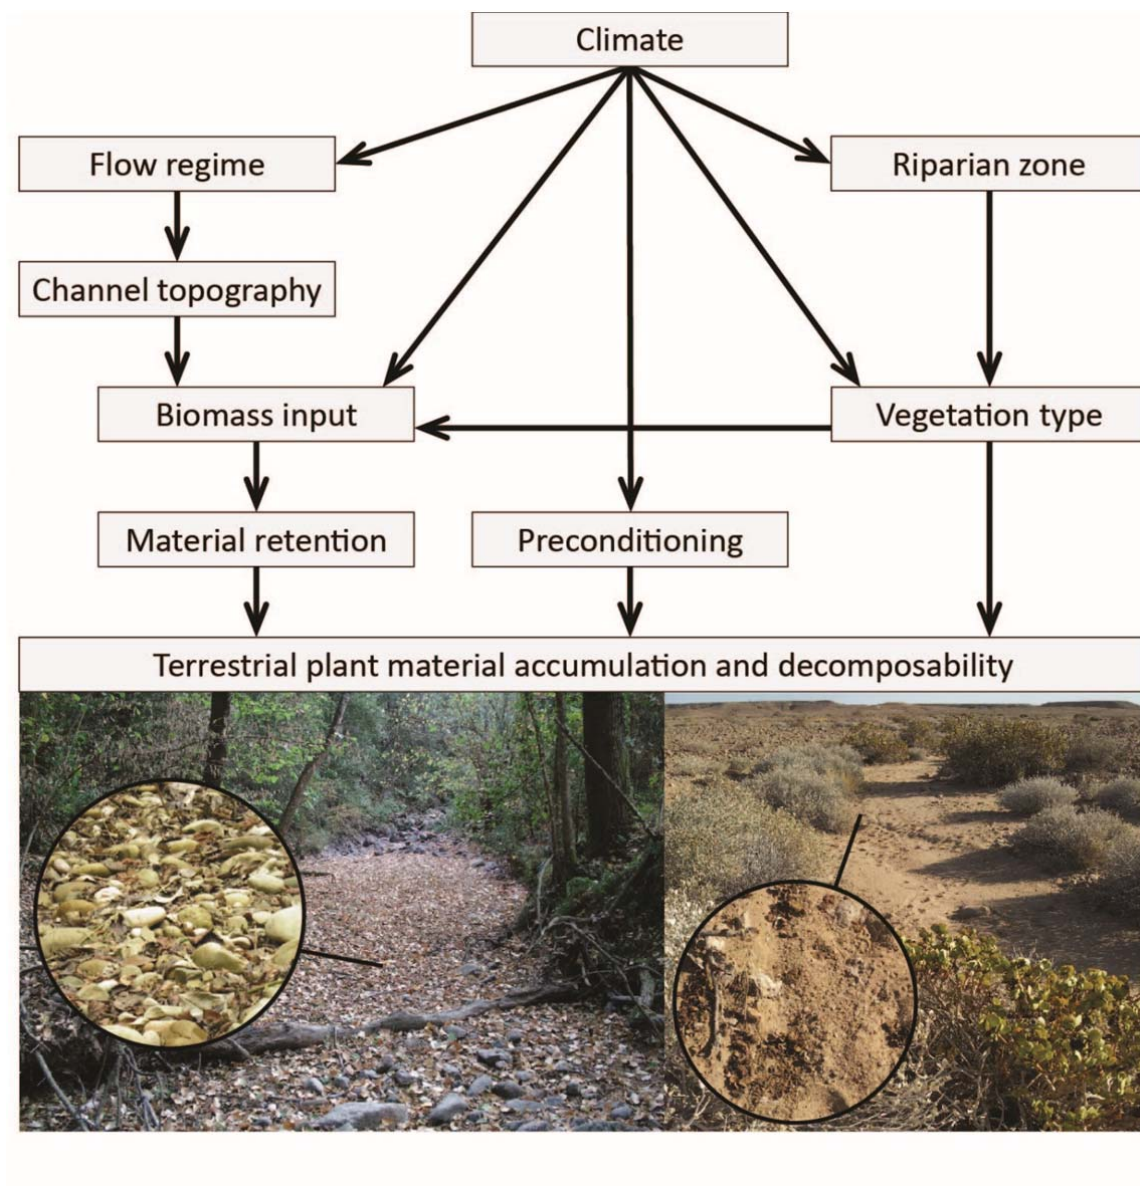 Climate
Flow regime
Riparian zone
Channel topography
Biomass input
Vegetation type
Material retention
Preconditioning
Terrestrial plant material accumulation and decomposability